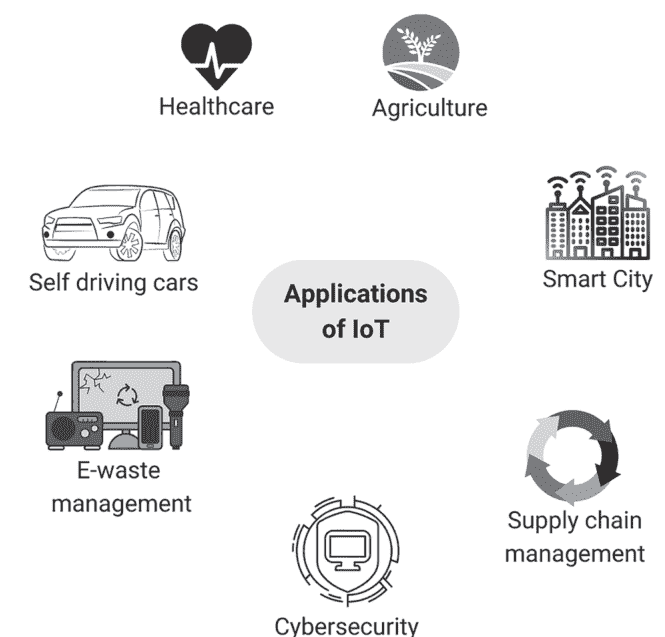 Healthcare
Agriculture
Self driving cars
Smart City
Applications
of IoT
E-waste
management
Supply chain
management
Cybersecurity